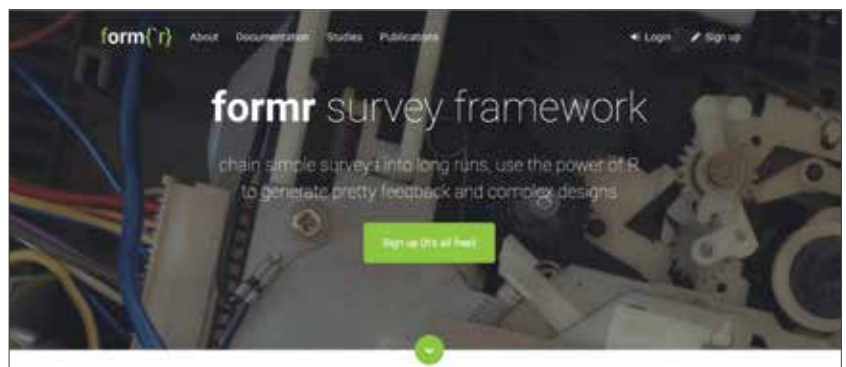 form{`r} About Documentation Studies Publications Login Sign up
formr survey framework
chain simple surveys into long runs, use the power of R
to generate pretty feedback and complex designs
Sign up (it's all free)